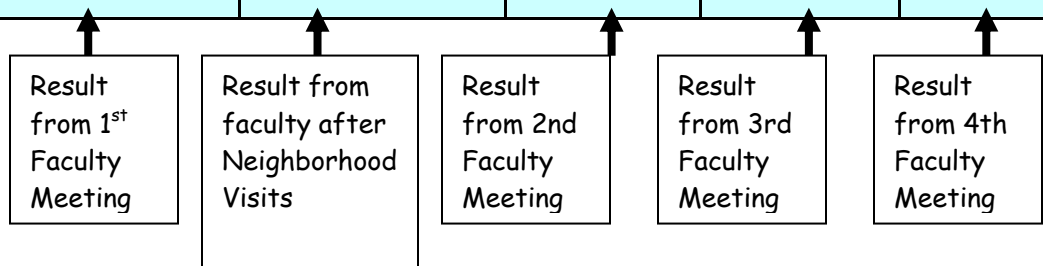 Result
from 1st
Faculty
Meeting
Result from
faculty after
Neighborhood
Visits
Result
from 2nd
Faculty
Meeting
Result
from 3rd
Faculty
Meeting
Result
from 4th
Faculty
Meeting